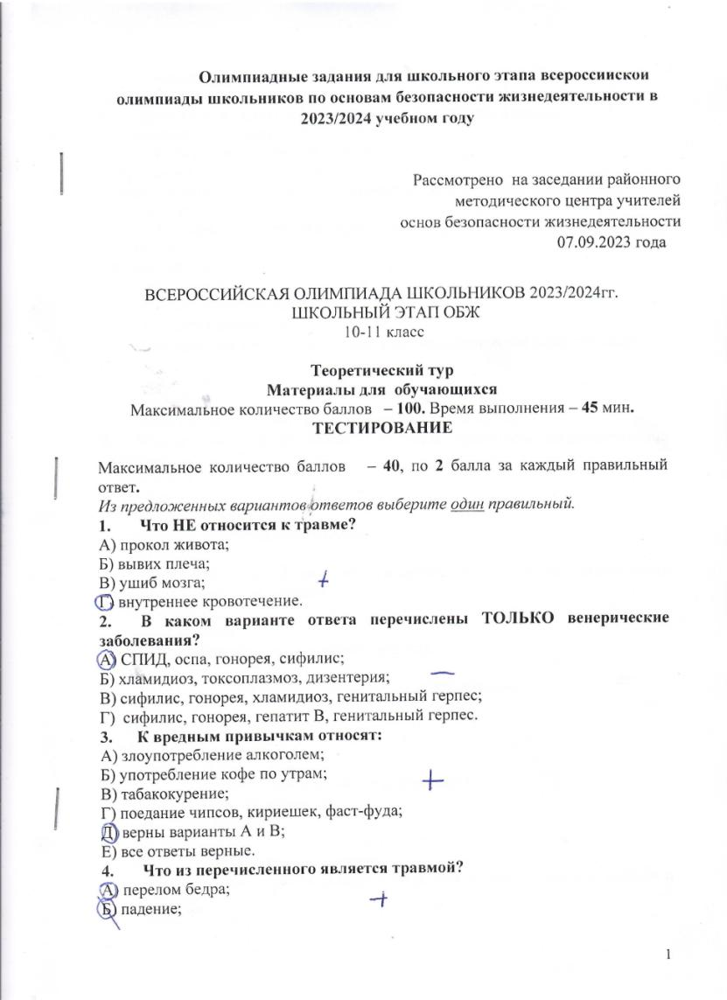 Олимпиадные задания для школьного этапа всероссийской
олимпиады школьников по основам безопасности жизнедеятельности в
2023/2024 учебном году
Рассмотрено на заседании районного
методического центра учителей
основ безопасности жизнедеятельности
07.09.2023 года
ВСЕРОССИЙСКАЯ ОЛИМПИАДА ШКОЛЬНИКОВ 2023/2024гг.
ШКОЛЬНЫЙ ЭТАП ОБЖ
10-11 класс
Теоретический тур
Материалы для обучающихся
Максимальное количество баллов – 100. Время выполнения – 45 мин.
ТЕСТИРОВАНИЕ
Максимальное количество баллов – 40, по 2 балла за каждый правильный
ответ.
Из предложенных вариантов ответов выберите один правильный.
1. Что НЕ относится к травме?
А) прокол живота;
Б) вывих плеча;
В) ушиб мозга; +
Г) внутреннее кровотечение.
2. В каком варианте ответа перечислены ТОЛЬКО венерические
заболевания?
А) СПИД, оспа, гонорея, сифилис;
Б) хламидиоз, токсоплазмоз, дизентерия; —
В) сифилис, гонорея, хламидиоз, генитальный герпес;
Г) сифилис, гонорея, гепатит В, генитальный герпес.
3. К вредным привычкам относят:
А) злоупотребление алкоголем;
Б) употребление кофе по утрам; +
В) табакокурение;
Г) поедание чипсов, кириешек, фаст-фуда;
Д) верны варианты А и В;
Е) все ответы верные.
4. Что из перечисленного является травмой?
А) перелом бедра; +
Б) падение;
1